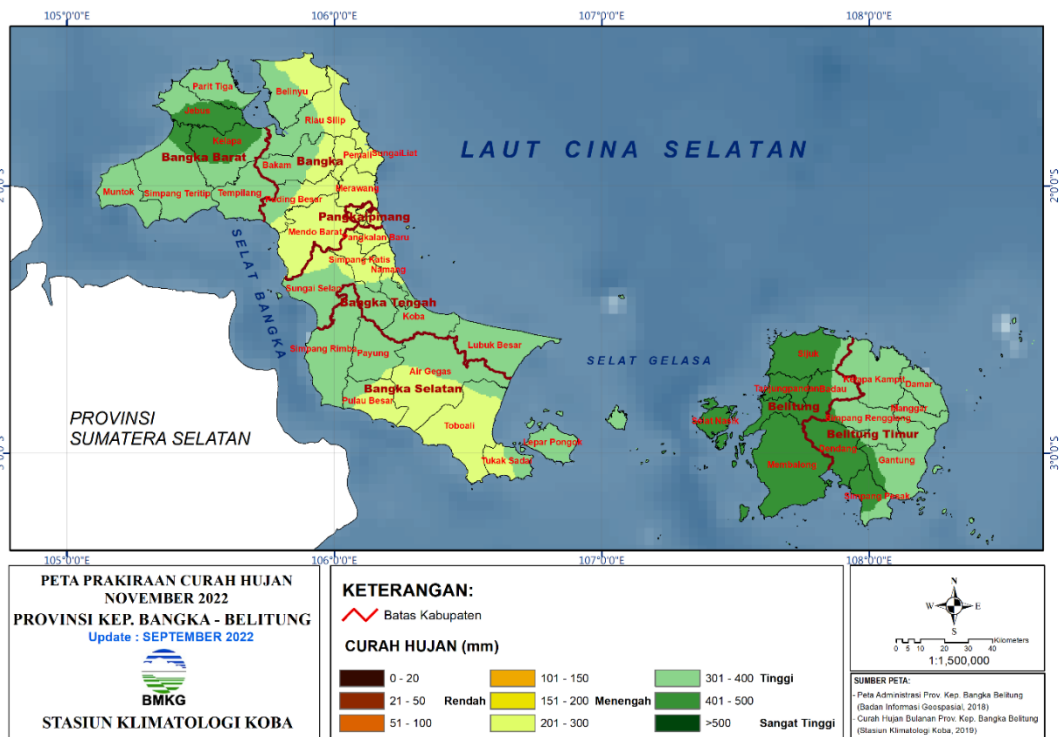 105°0'0"E 106°0'0"E 107°0'0"E 108°0'0"E
Parit Tiga
Belinyu
Jebus
Riau Silip
Kelapa
LAUT CINA SELATAN
Bangka Barat
Bangka
Pemali
SungaiLiat
Bakam
2°0'0"S
2°0'0"S
Muntok
Simpang Teritip
Tempilang
Merawang
Puding Besar
Pangkalpinang
Mendo Barat
Pangkalan Baru
SELAT BANGKA
Simpang Katis
Namang
Sungai Selan
Bangka Tengah
Koba
Simpang Rimba
Payung
Lubuk Besar
SELAT GELASA
Air Gegas
Bangka Selatan
Pulau Besar
Toboali
Tukak Sadai
Lepar Pongok
PROVINSI
SUMATERA SELATAN
3°0'0"S
Sijuk
Kelapa Kampit
Damar
Tanjungpandan
Badau
Manggar
Belitung
Simpang Renggiang
Selat Nasik
Belitung Timur
Dendang
Membalong
Gantung
Simpang Pesak
3°0'0"S
105°0'0"E 106°0'0"E 107°0'0"E 108°0'0"E
PETA PRAKIRAAN CURAH HUJAN
NOVEMBER 2022
PROVINSI KEP. BANGKA - BELITUNG
Update : SEPTEMBER 2022
BMKG
STASIUN KLIMATOLOGI KOBA
KETERANGAN:
Batas Kabupaten
CURAH HUJAN (mm)
0 - 20
21 - 50 Rendah
51 - 100
101 - 150
151 - 200 Menengah
201 - 300
301 - 400 Tinggi
401 - 500
>500 Sangat Tinggi
N
W E
S
0 5 10 20 30 40
Kilometers
1:1,500,000
SUMBER PETA:
- Peta Administrasi Prov. Kep. Bangka Belitung
(Badan Informasi Geospasial, 2018)
- Curah Hujan Bulanan Prov. Kep. Bangka Belitung
(Stasiun Klimatologi Koba, 2019)